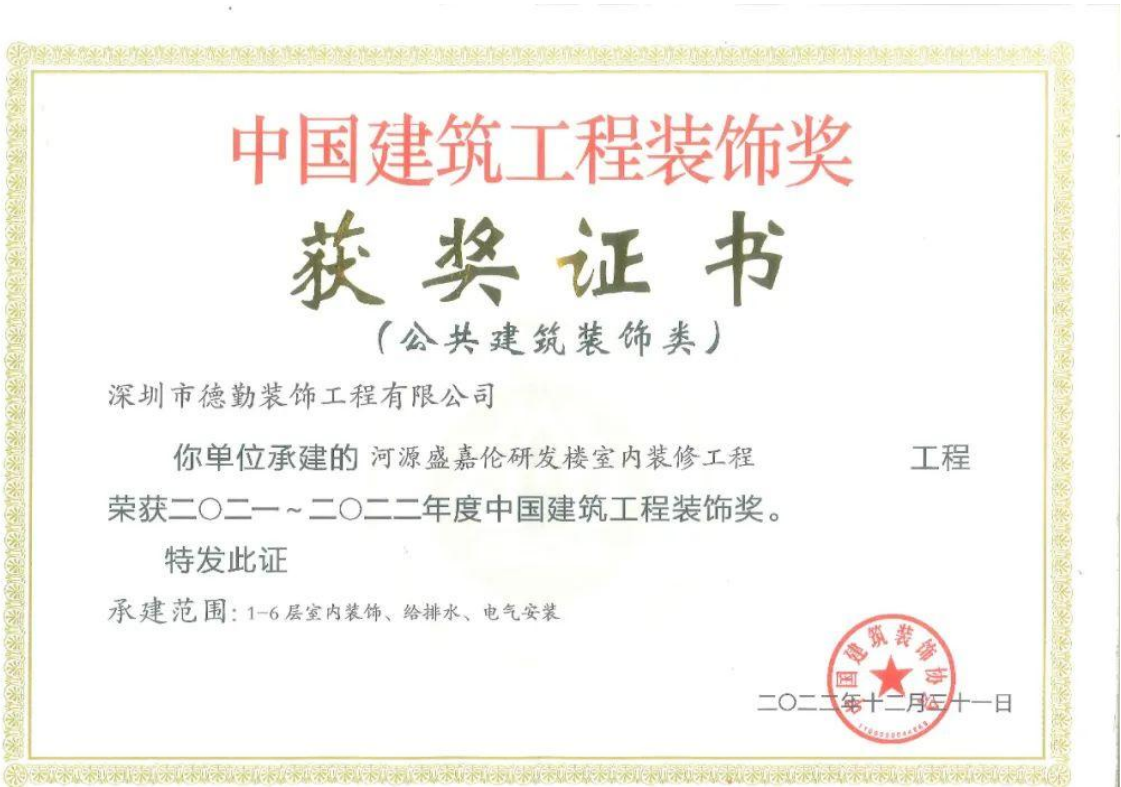 中国建筑工程装饰奖
获奖证书
（公共建筑装饰类）
深圳市德勤装饰工程有限公司
你单位承建的 河源盛嘉伦研发楼室内装修工程 工程
荣获二〇二一~二〇二二年度中国建筑工程装饰奖。
特发此证
承建范围：1-6层室内装饰、给排水、电气安装
中国建筑装饰协会
二〇二二年十二月三十一日